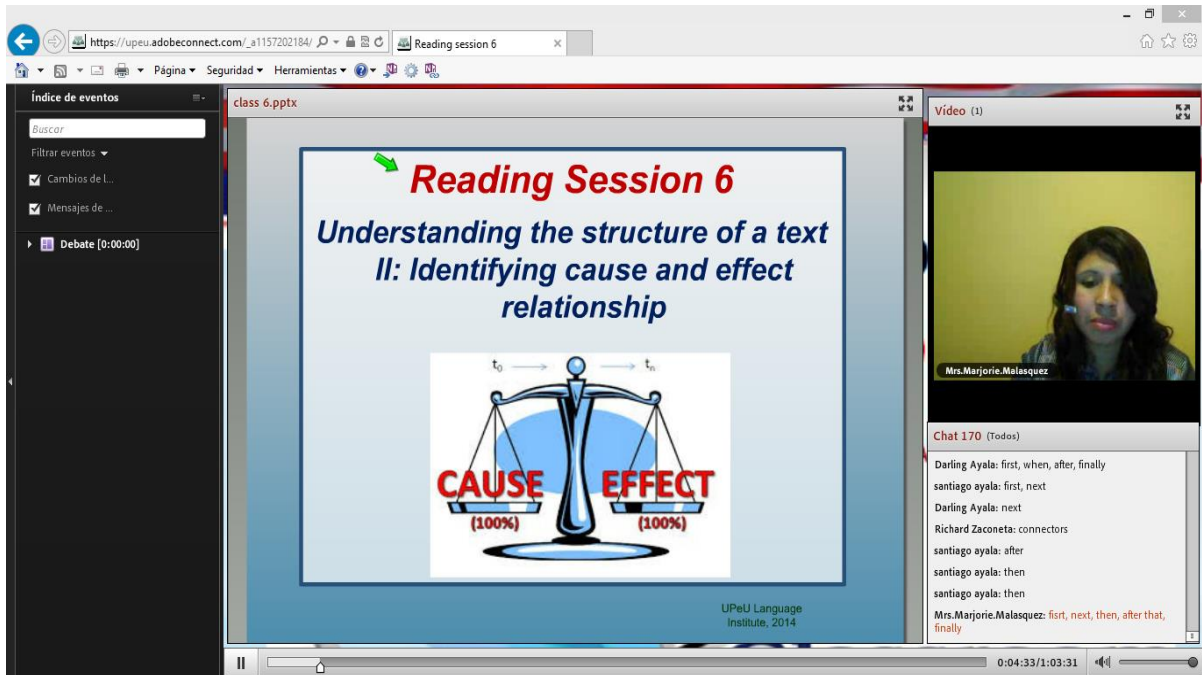 https://upeu.adobeconnect.com/_a1157202184/
Reading session 6
Página Seguridad Herramientas
Índice de eventos
Buscar
Filtrar eventos
Cambios de l...
Mensajes de ...
Debate [0:00:00]
class 6.pptx
Reading Session 6
Understanding the structure of a text
II: Identifying cause and effect
relationship
t0 tn
CAUSE EFFECT
(100%) (100%)
UPeU Language
Institute, 2014
Vídeo (1)
Mrs.Marjorie.Malasquez
Chat 170 (Todos)
Darling Ayala: first, when, after, finally
santiago ayala: first, next
Darling Ayala: next
Richard Zaconeta: connectors
santiago ayala: after
santiago ayala: then
santiago ayala: then
Mrs.Marjorie.Malasquez: fisrt, next, then, after that,
finally
0:04:33/1:03:31